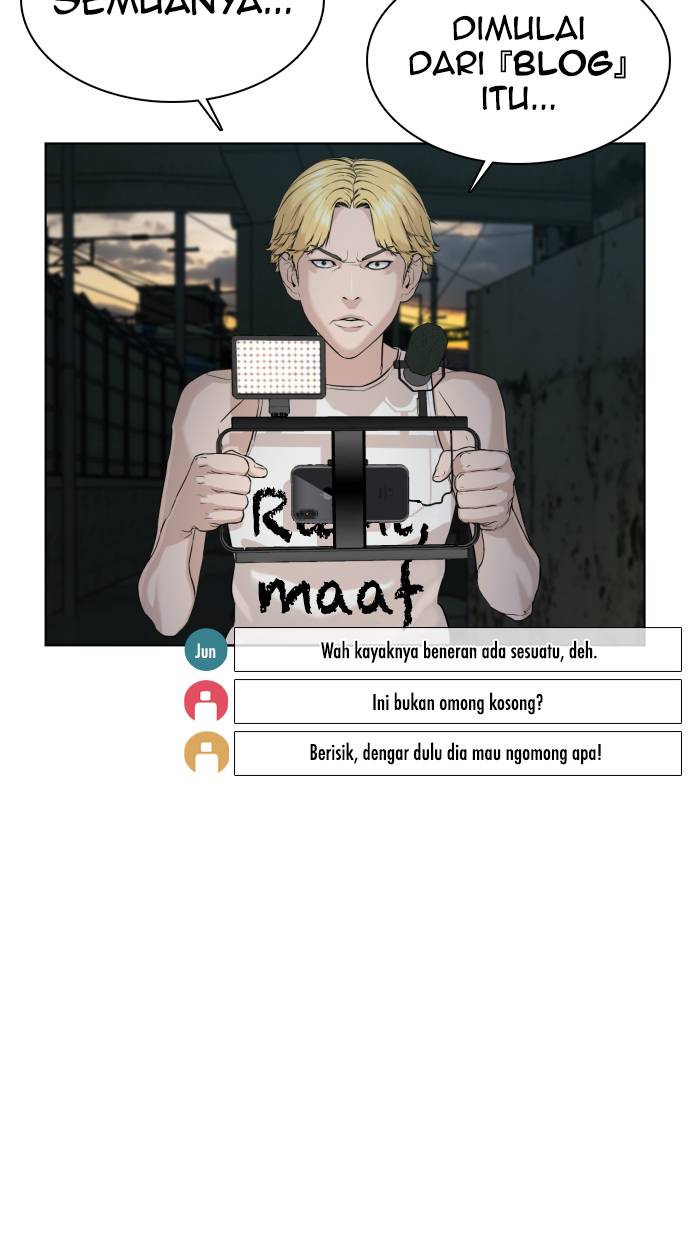 SEMUANYA...
DIMULAI
DARI『BLOG』
ITU...
maaf
Jun
Wah kayaknya beneran ada sesuatu, deh.
Ini bukan omong kosong?
Berisik, dengar dulu dia mau ngomong apa!